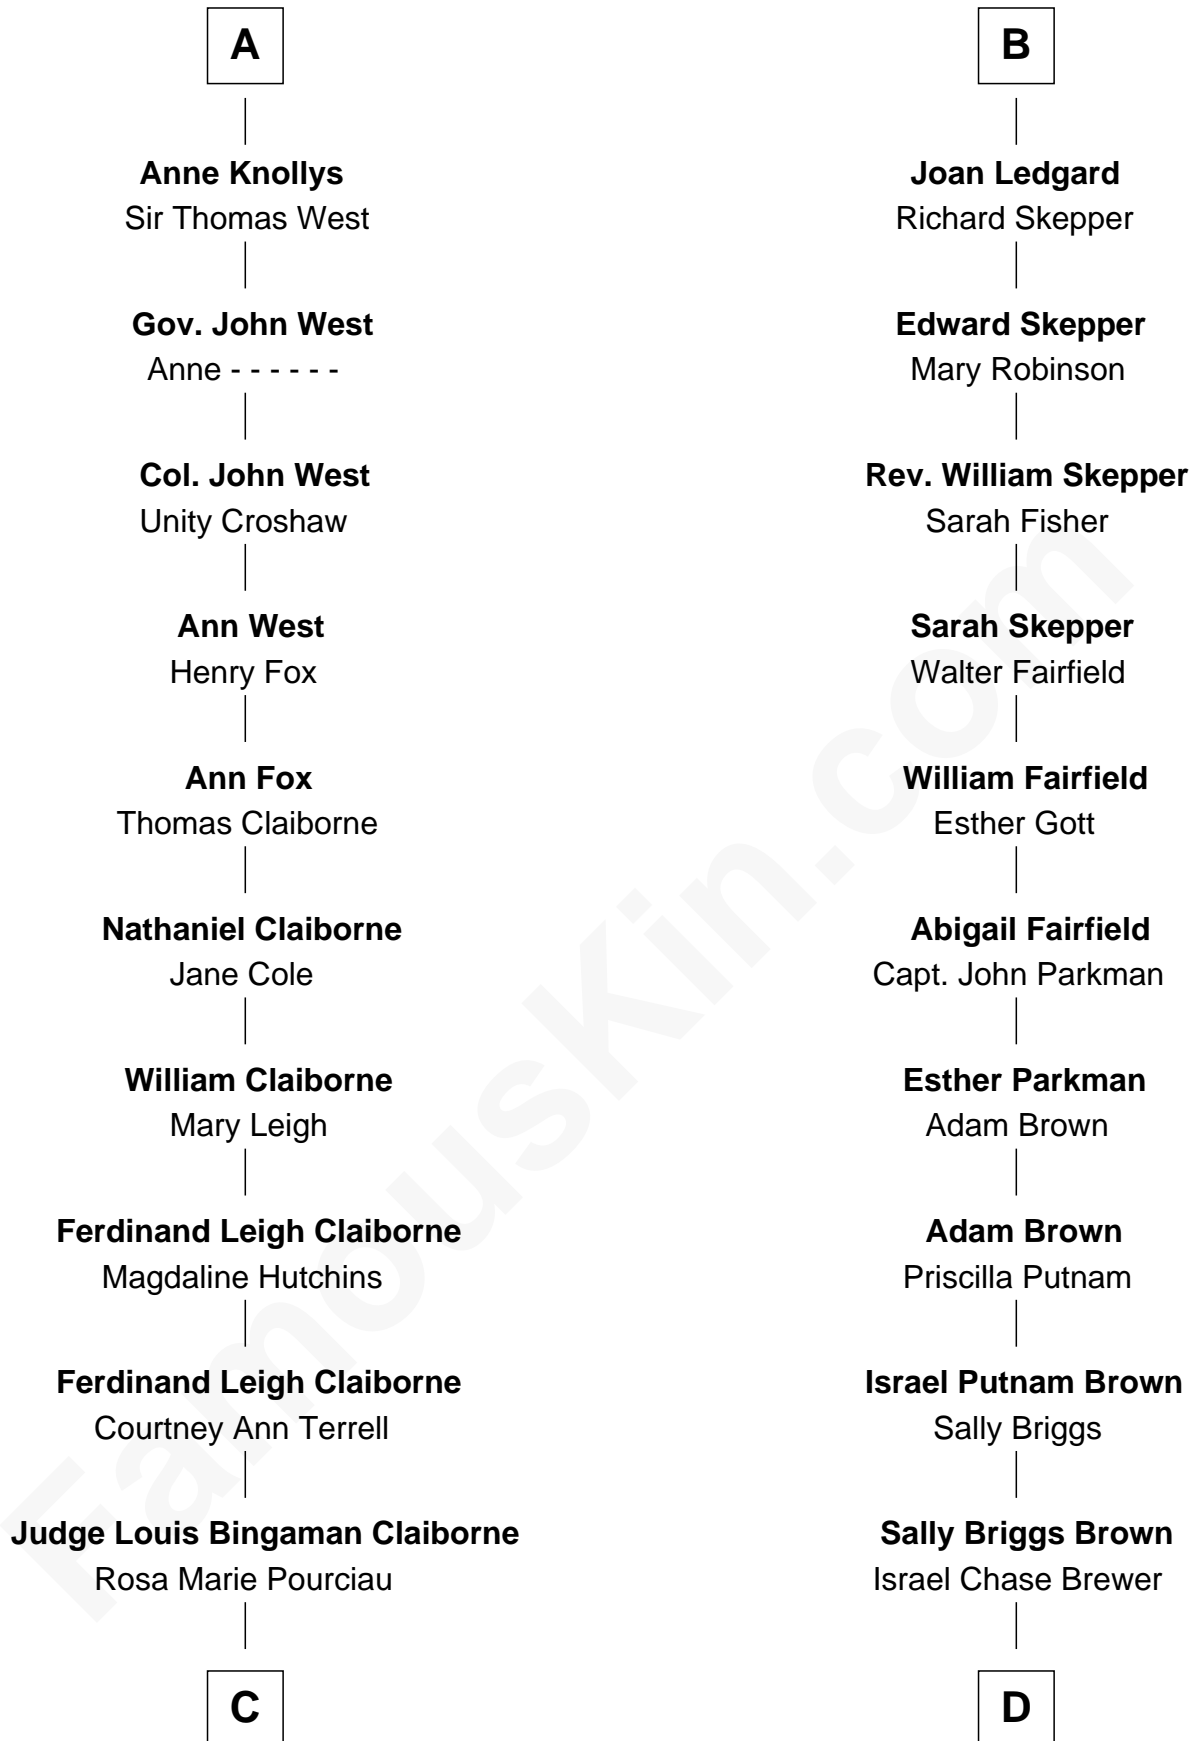 A
Anne Knollys
Sir Thomas West
Gov. John West
Anne - - - - - -
Col. John West
Unity Croshaw
Ann West
Henry Fox
Ann Fox
Thomas Claiborne
Nathaniel Claiborne
Jane Cole
William Claiborne
Mary Leigh
Ferdinand Leigh Claiborne
Magdaline Hutchins
Ferdinand Leigh Claiborne
Courtney Ann Terrell
Judge Louis Bingaman Claiborne
Rosa Marie Pourciau
C
B
Joan Ledgard
Richard Skepper
Edward Skepper
Mary Robinson
Rev. William Skepper
Sarah Fisher
Sarah Skepper
Walter Fairfield
William Fairfield
Esther Gott
Abigail Fairfield
Capt. John Parkman
Esther Parkman
Adam Brown
Adam Brown
Priscilla Putnam
Israel Putnam Brown
Sally Briggs
Sally Briggs Brown
Israel Chase Brewer
D
FamousKin.com